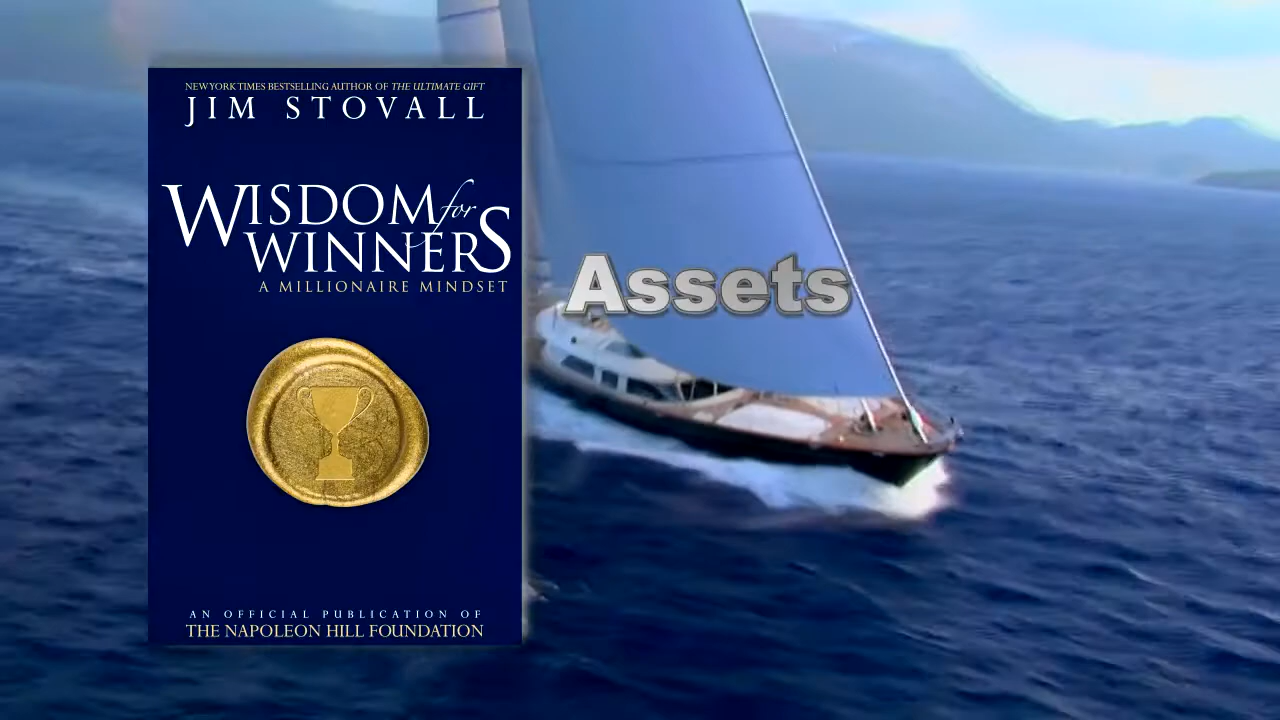 NEW YORK TIMES BESTSELLING AUTHOR OF THE ULTIMATE GIFT
JIM STOVALL
WISDOM for
WINNERS
A MILLIONAIRE MINDSET
Assets
AN OFFICIAL PUBLICATION OF
THE NAPOLEON HILL FOUNDATION